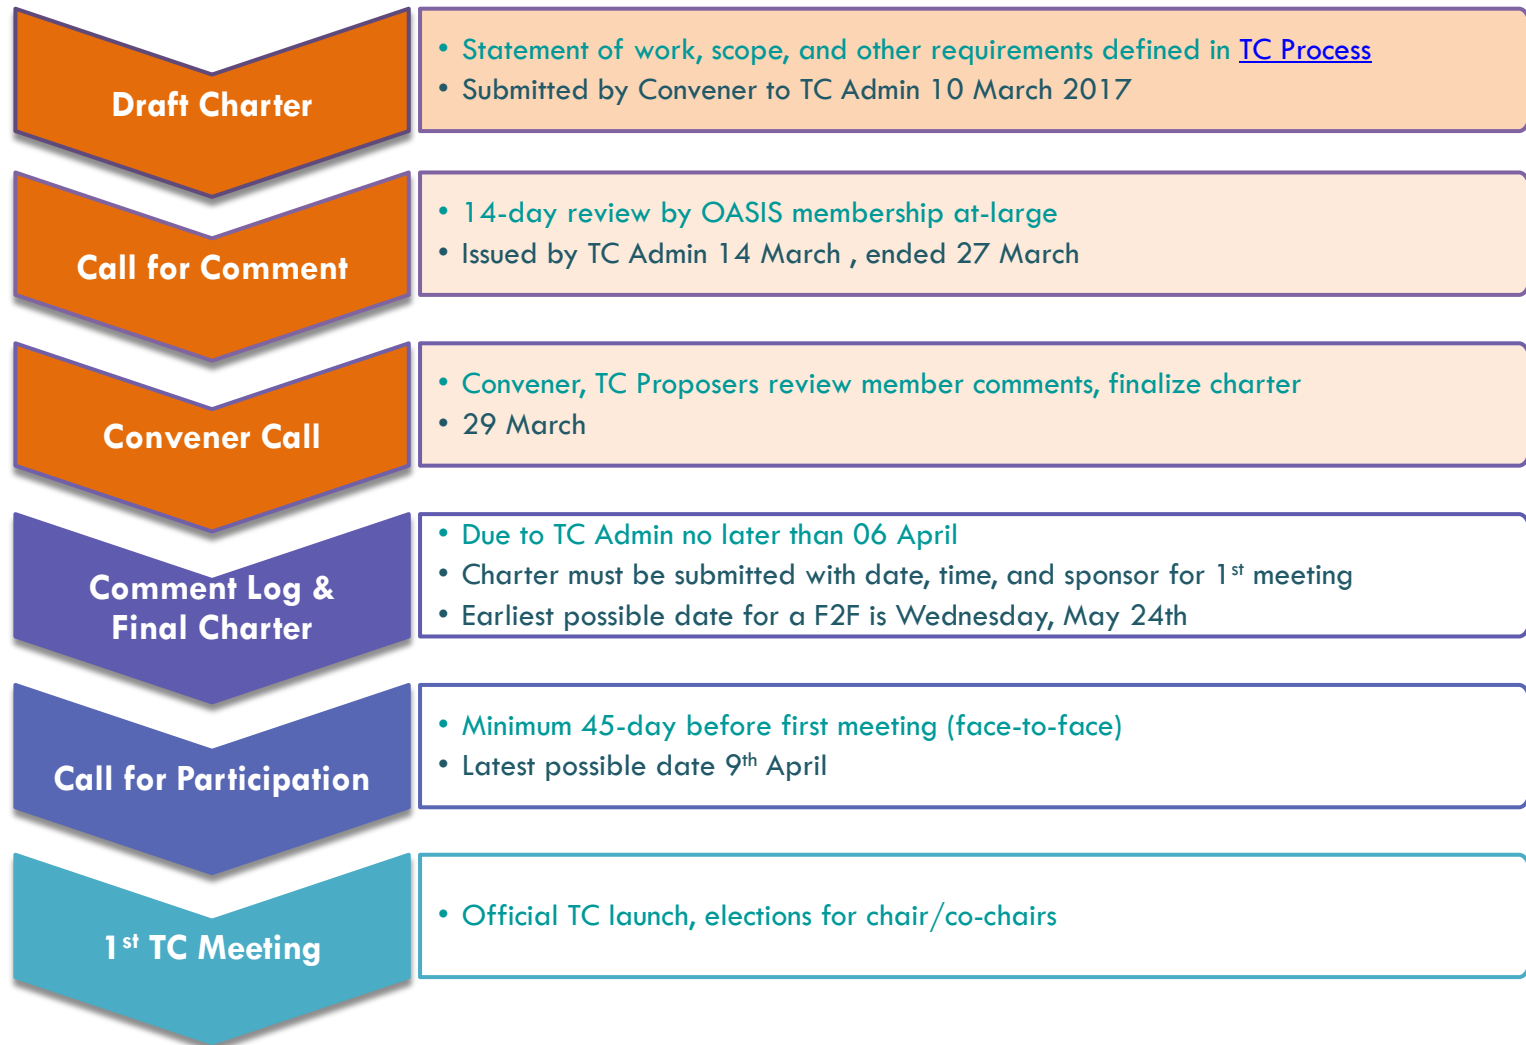 Draft Charter
• Statement of work, scope, and other requirements defined in TC Process
• Submitted by Convener to TC Admin 10 March 2017
Call for Comment
• 14-day review by OASIS membership at-large
• Issued by TC Admin 14 March , ended 27 March
Convener Call
• Convener, TC Proposers review member comments, finalize charter
• 29 March
Comment Log &
Final Charter
• Due to TC Admin no later than 06 April
• Charter must be submitted with date, time, and sponsor for 1st meeting
• Earliest possible date for a F2F is Wednesday, May 24th
Call for Participation
• Minimum 45-day before first meeting (face-to-face)
• Latest possible date 9th April
1st TC Meeting
• Official TC launch, elections for chair/co-chairs